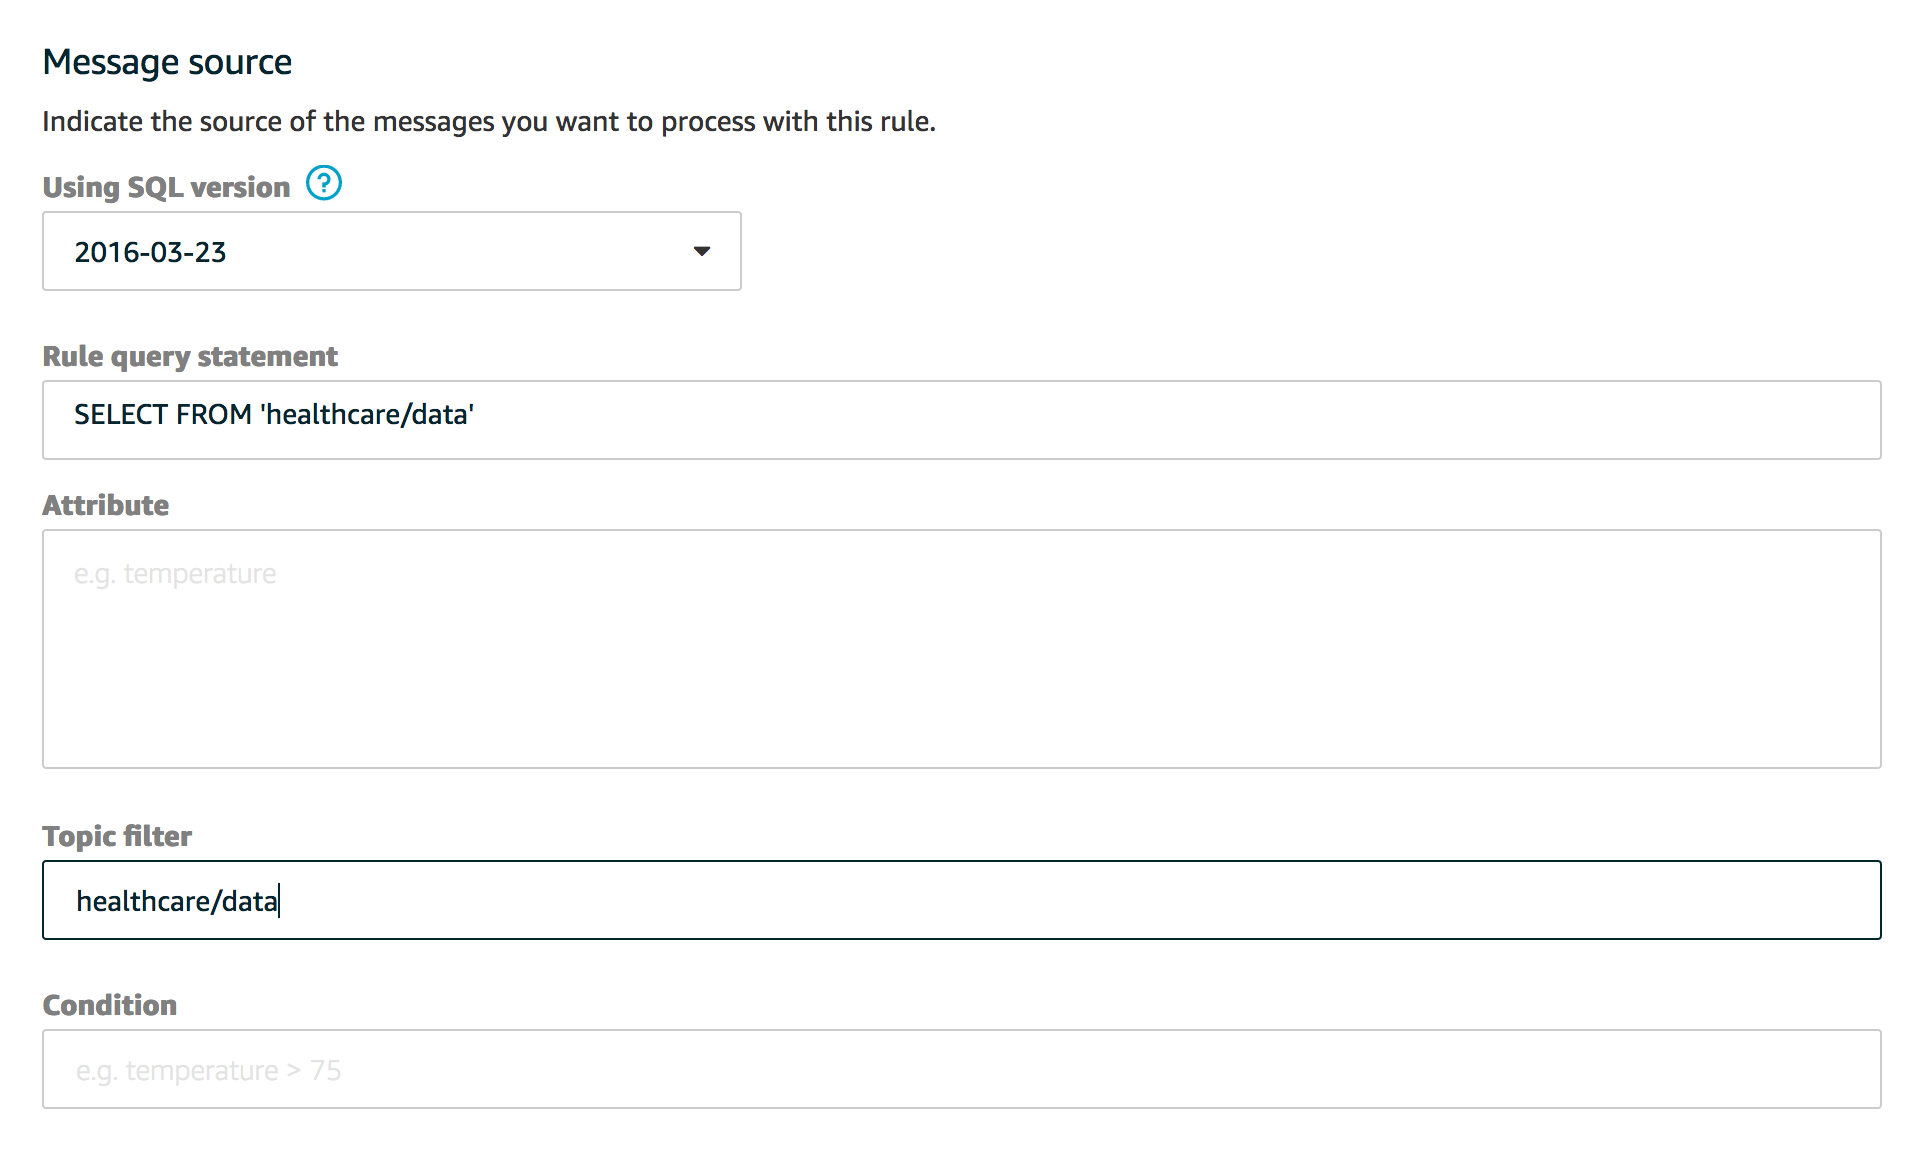 Message source
Indicate the source of the messages you want to process with this rule.
Using SQL version ?
2016-03-23
Rule query statement
SELECT FROM 'healthcare/data'
Attribute
e.g. temperature
Topic filter
healthcare/data
Condition
e.g. temperature > 75